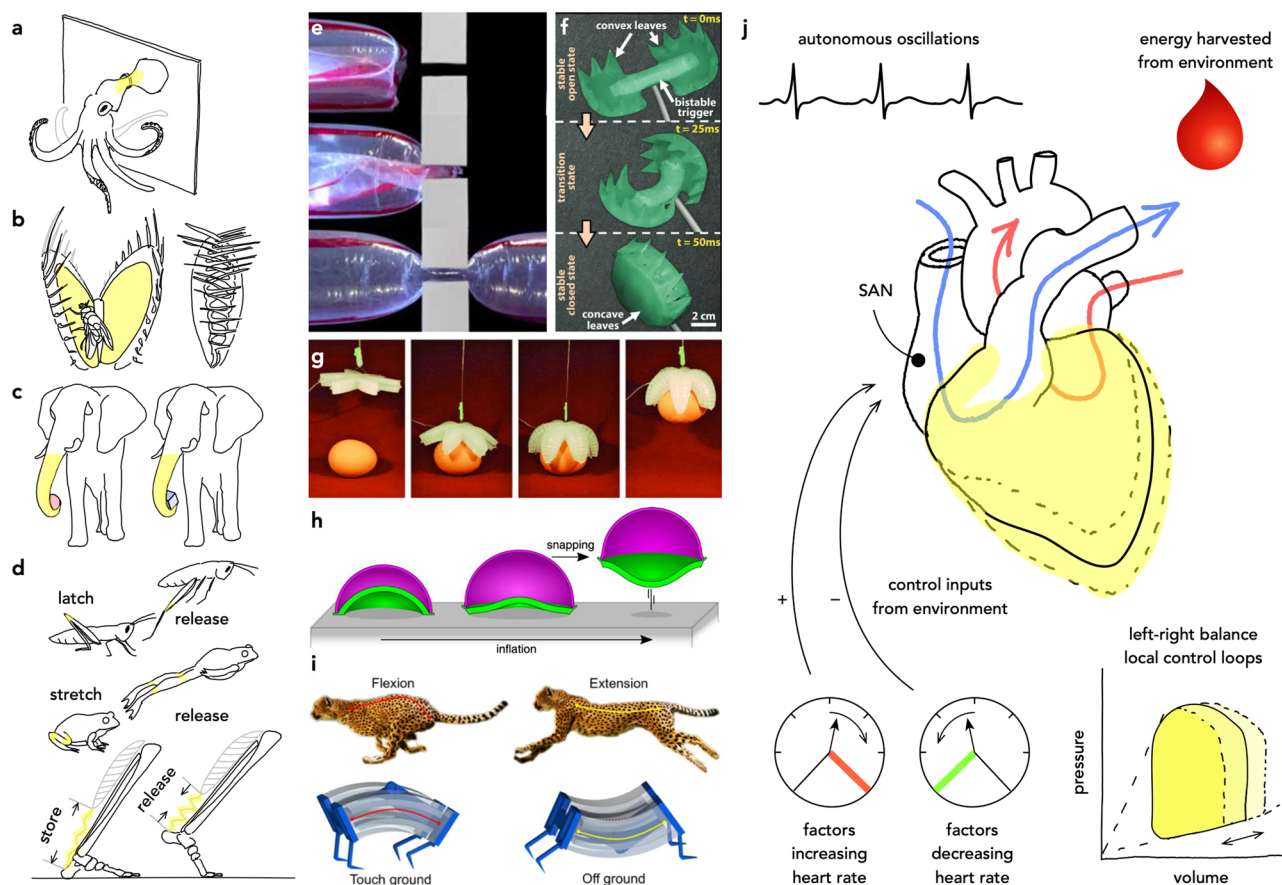 a
b
c
d
latch
release
stretch
release
store
release
e
f
t = 0ms
convex leaves
stable
open state
bistable
trigger
t = 25ms
transition
state
t = 50ms
stable
closed state
concave
leaves
2 cm
g
h
snapping
inflation
i
Flexion
Extension
Touch ground
Off ground
j
autonomous oscillations
energy harvested
from environment
SAN
+
−
control inputs
from environment
factors
increasing
heart rate
factors
decreasing
heart rate
left-right balance
local control loops
pressure
volume